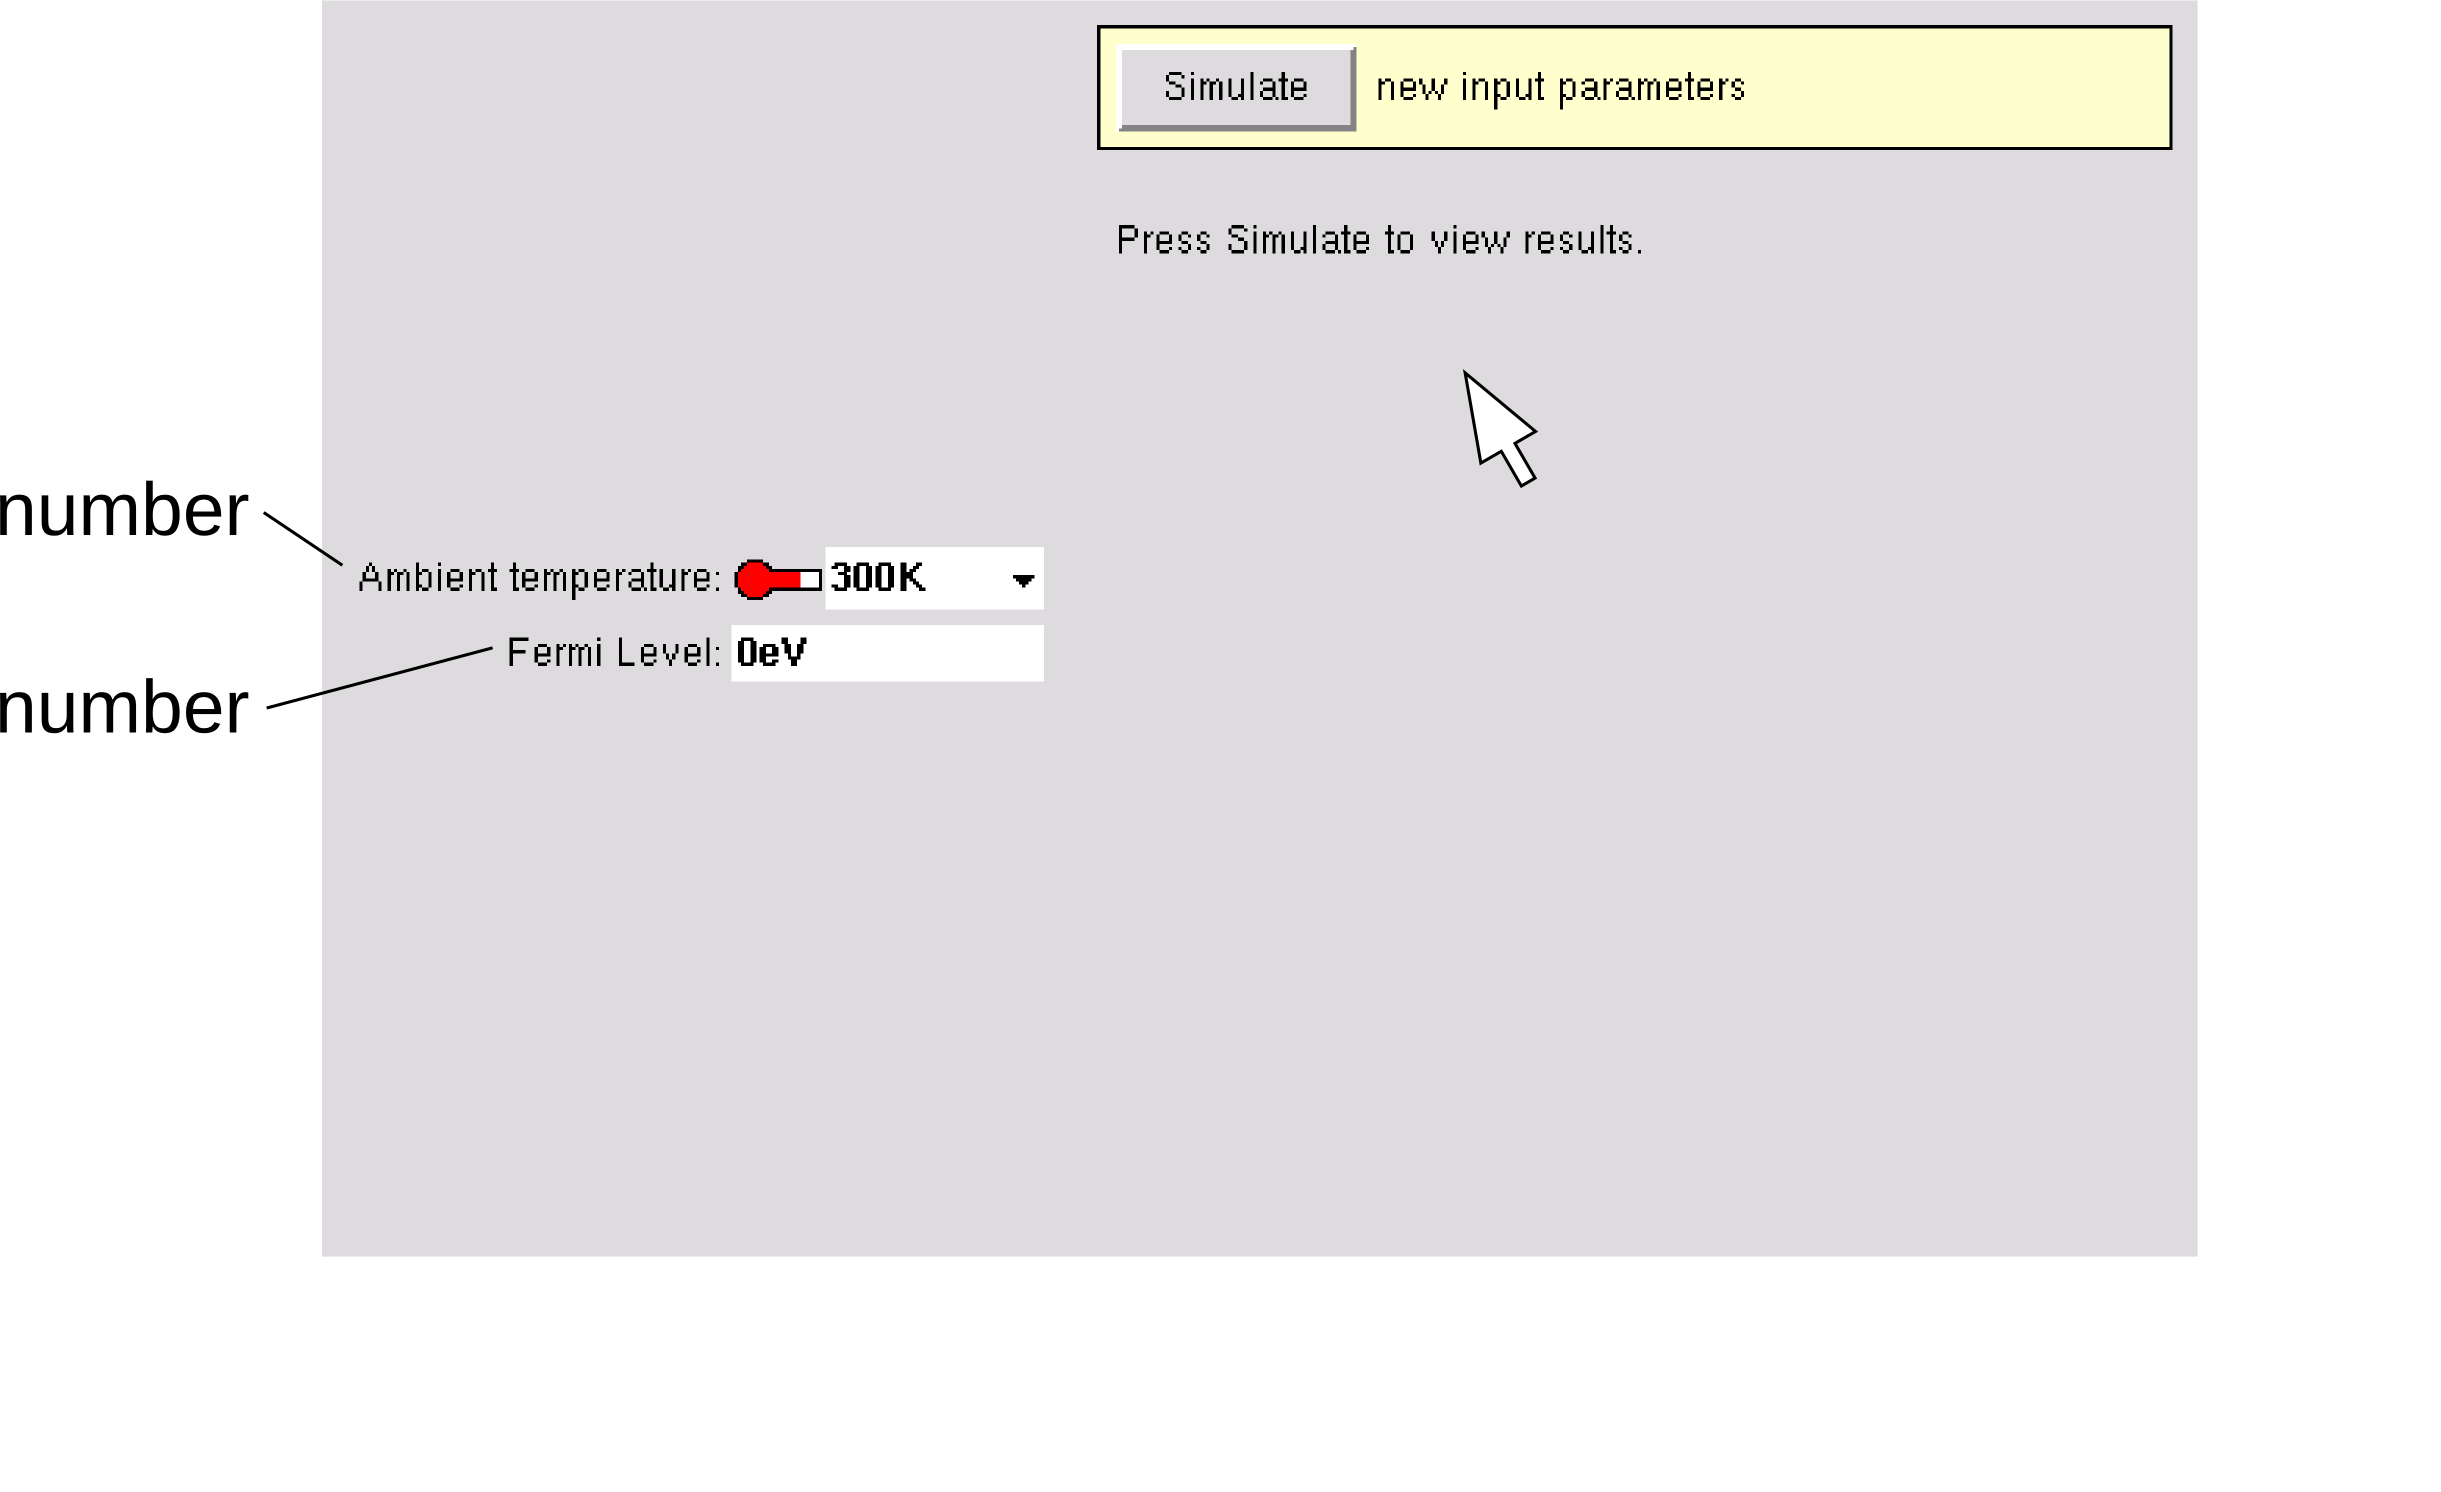 Simulate new input parameters
Press Simulate to view results.
number
Ambient temperature: 300K
Fermi Level: 0eV
number